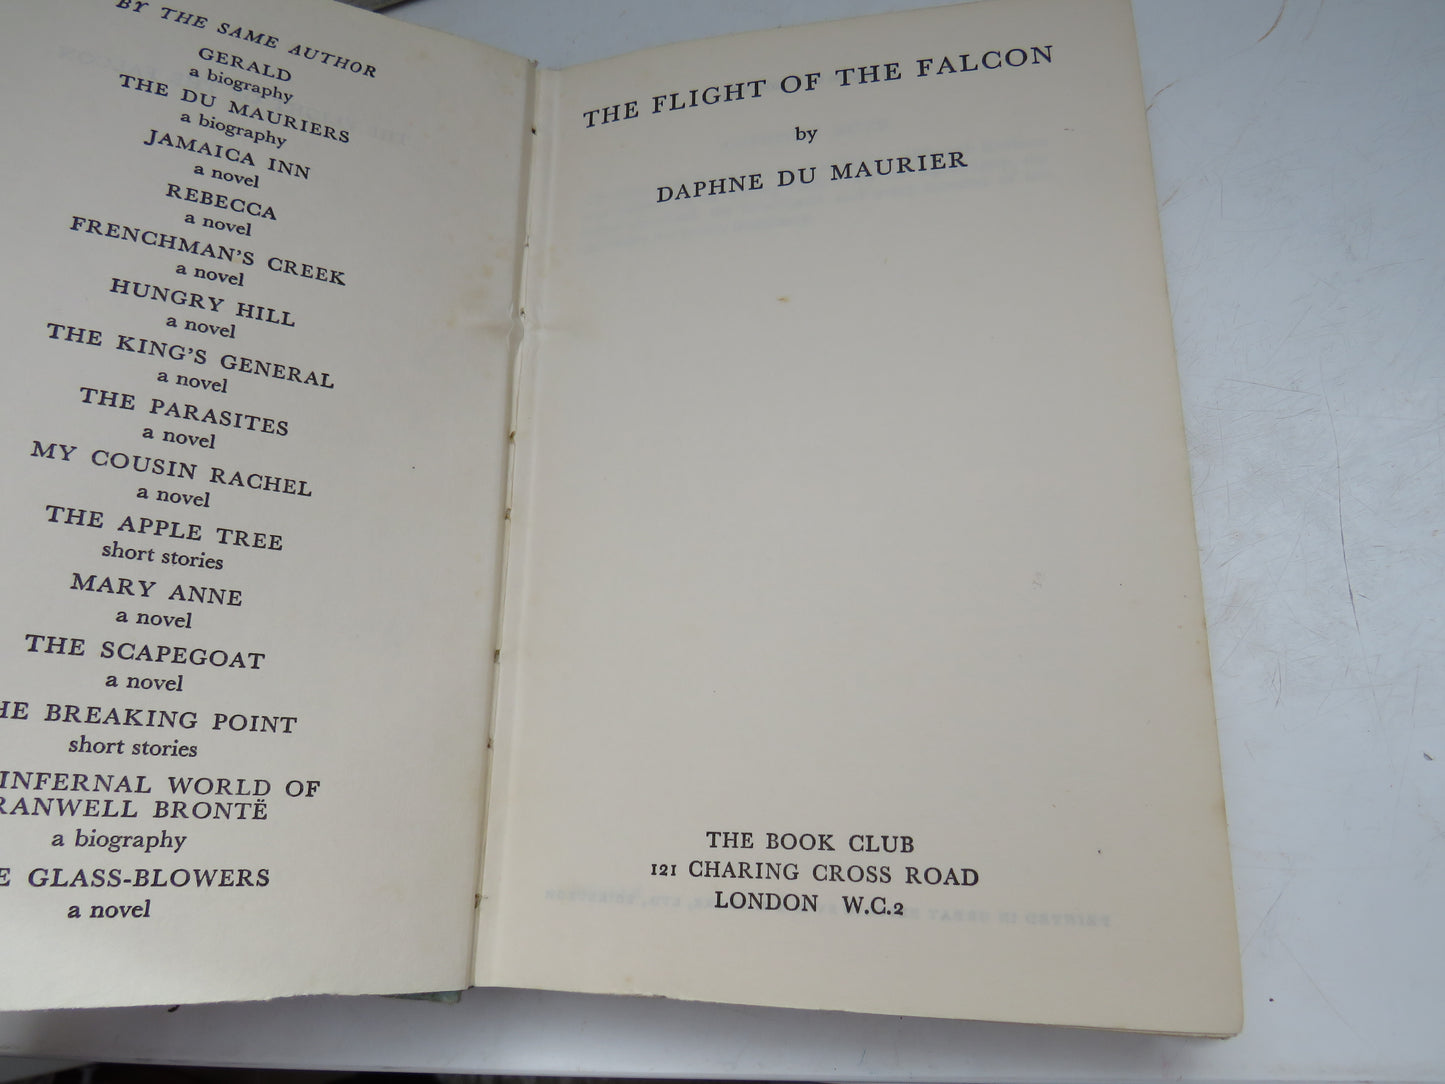 BY THE SAME AUTHOR
GERALD
a biography
THE DU MAURIERS
a biography
JAMAICA INN
a novel
REBECCA
a novel
FRENCHMAN'S CREEK
a novel
HUNGRY HILL
a novel
THE KING'S GENERAL
a novel
THE PARASITES
a novel
MY COUSIN RACHEL
a novel
THE APPLE TREE
short stories
MARY ANNE
a novel
THE SCAPEGOAT
a novel
HE BREAKING POINT
short stories
INFERNAL WORLD OF
RANWELL BRONTË
a biography
E GLASS-BLOWERS
a novel
THE FLIGHT OF THE FALCON
by
DAPHNE DU MAURIER
THE BOOK CLUB
121 CHARING CROSS ROAD
LONDON W.C.2